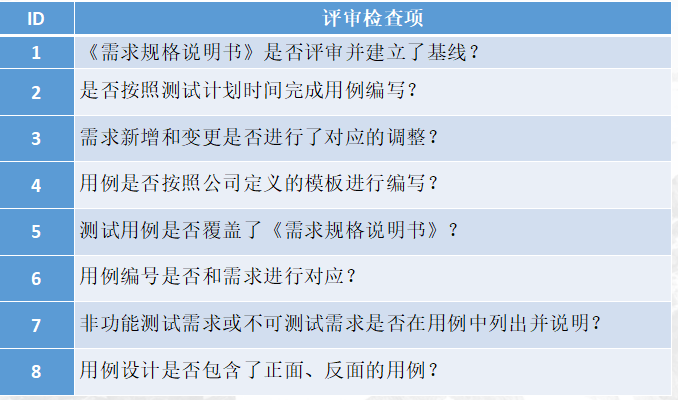 ID 评审检查项
1 《需求规格说明书》是否评审并建立了基线？
2 是否按照测试计划时间完成用例编写？
3 需求新增和变更是否进行了对应的调整？
4 用例是否按照公司定义的模板进行编写？
5 测试用例是否覆盖了《需求规格说明书》？
6 用例编号是否和需求进行对应？
7 非功能测试需求或不可测试需求是否在用例中列出并说明？
8 用例设计是否包含了正面、反面的用例？